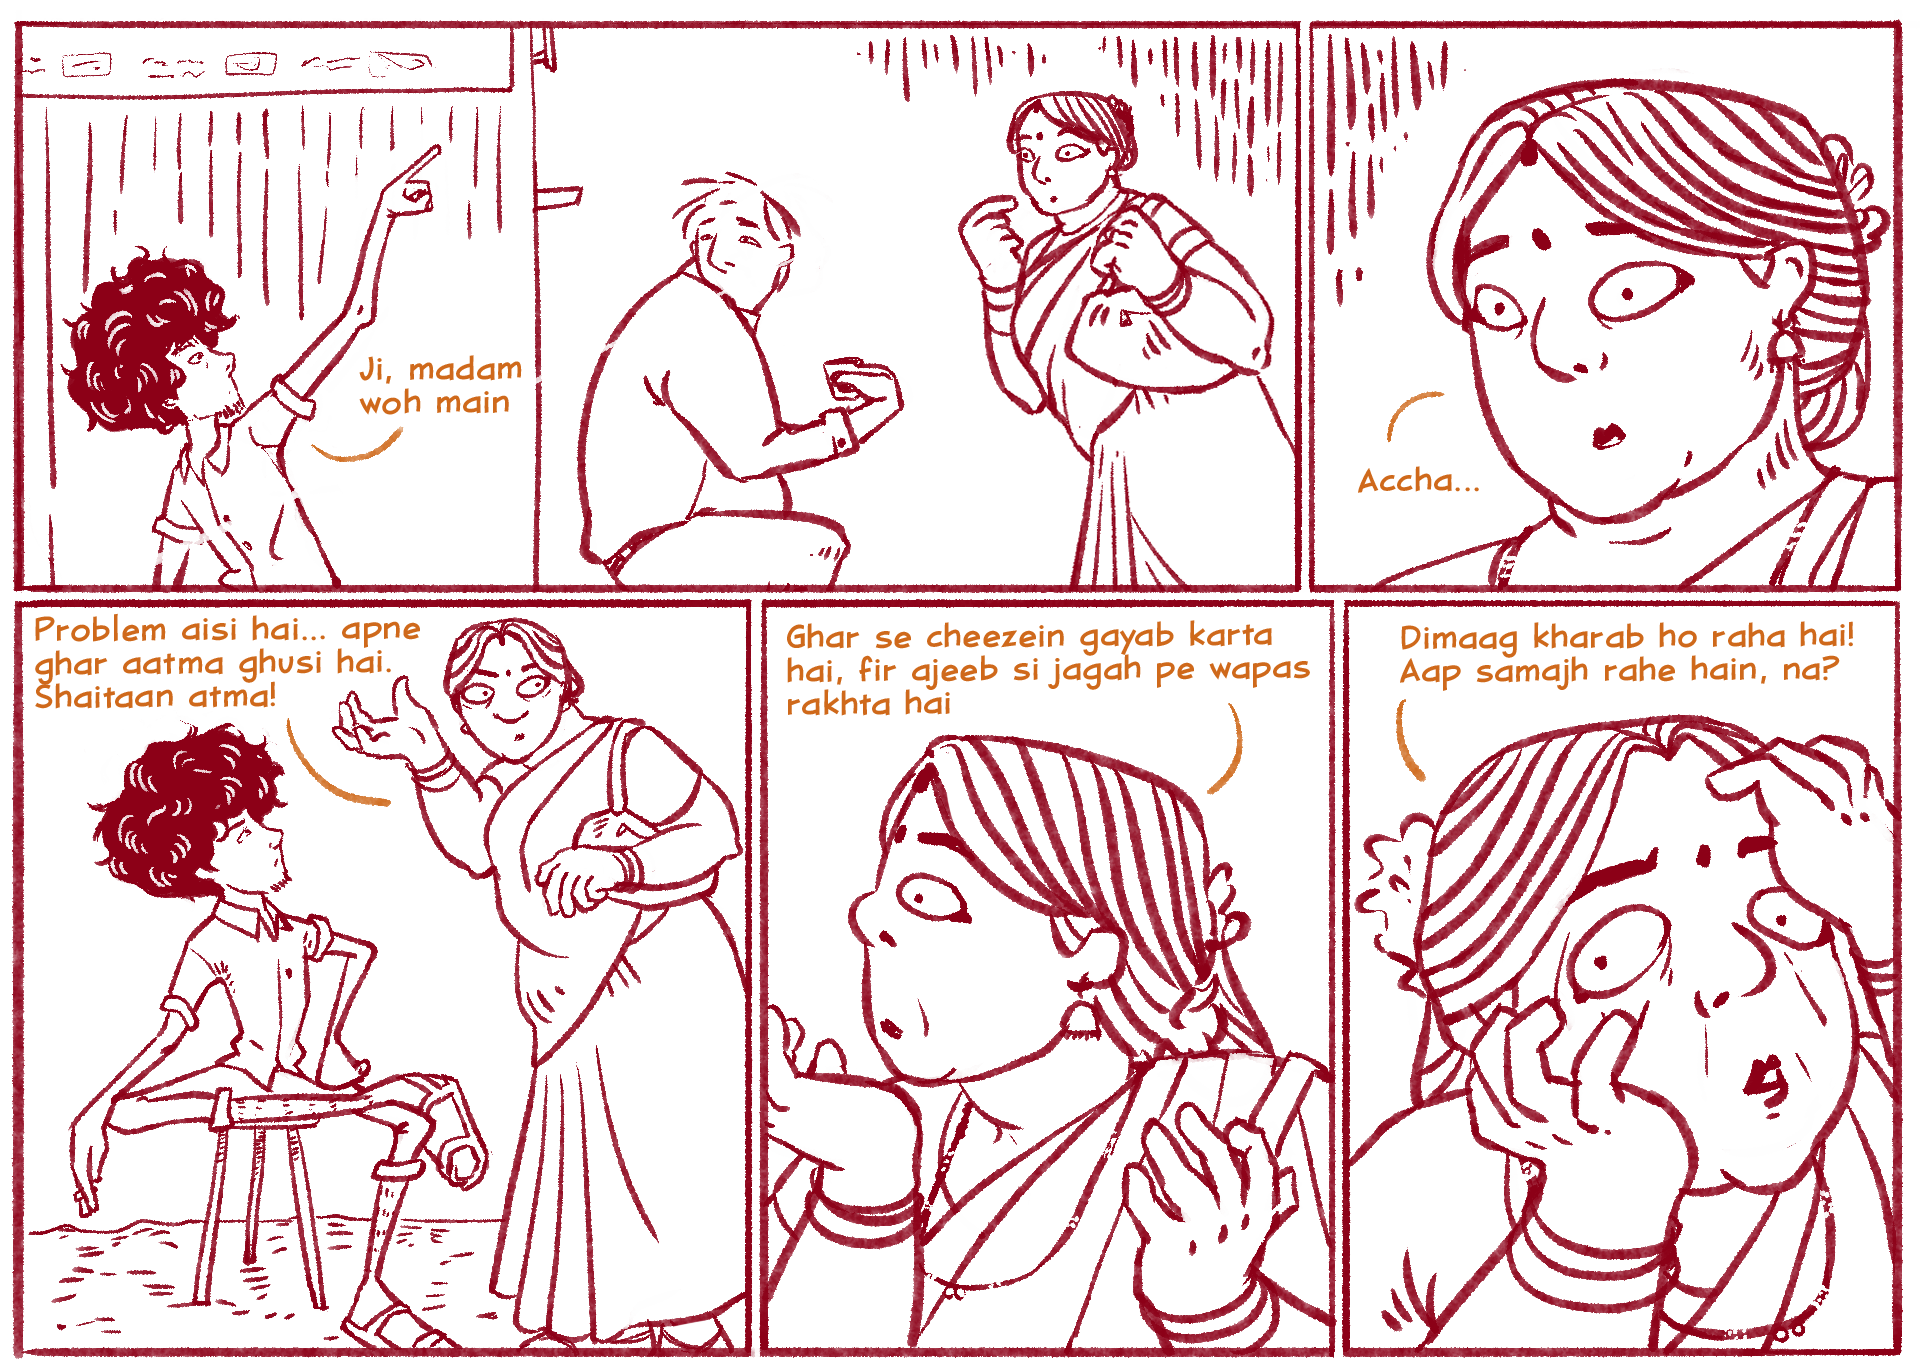 Ji, madam
woh main
Accha...
Problem aisi hai... apne
ghar aatma ghusi hai.
Shaitaan atma!
Ghar se cheezein gayab karta
hai, fir ajeeb si jagah pe wapas
rakhta hai
Dimaag kharab ho raha hai!
Aap samajh rahe hain, na?